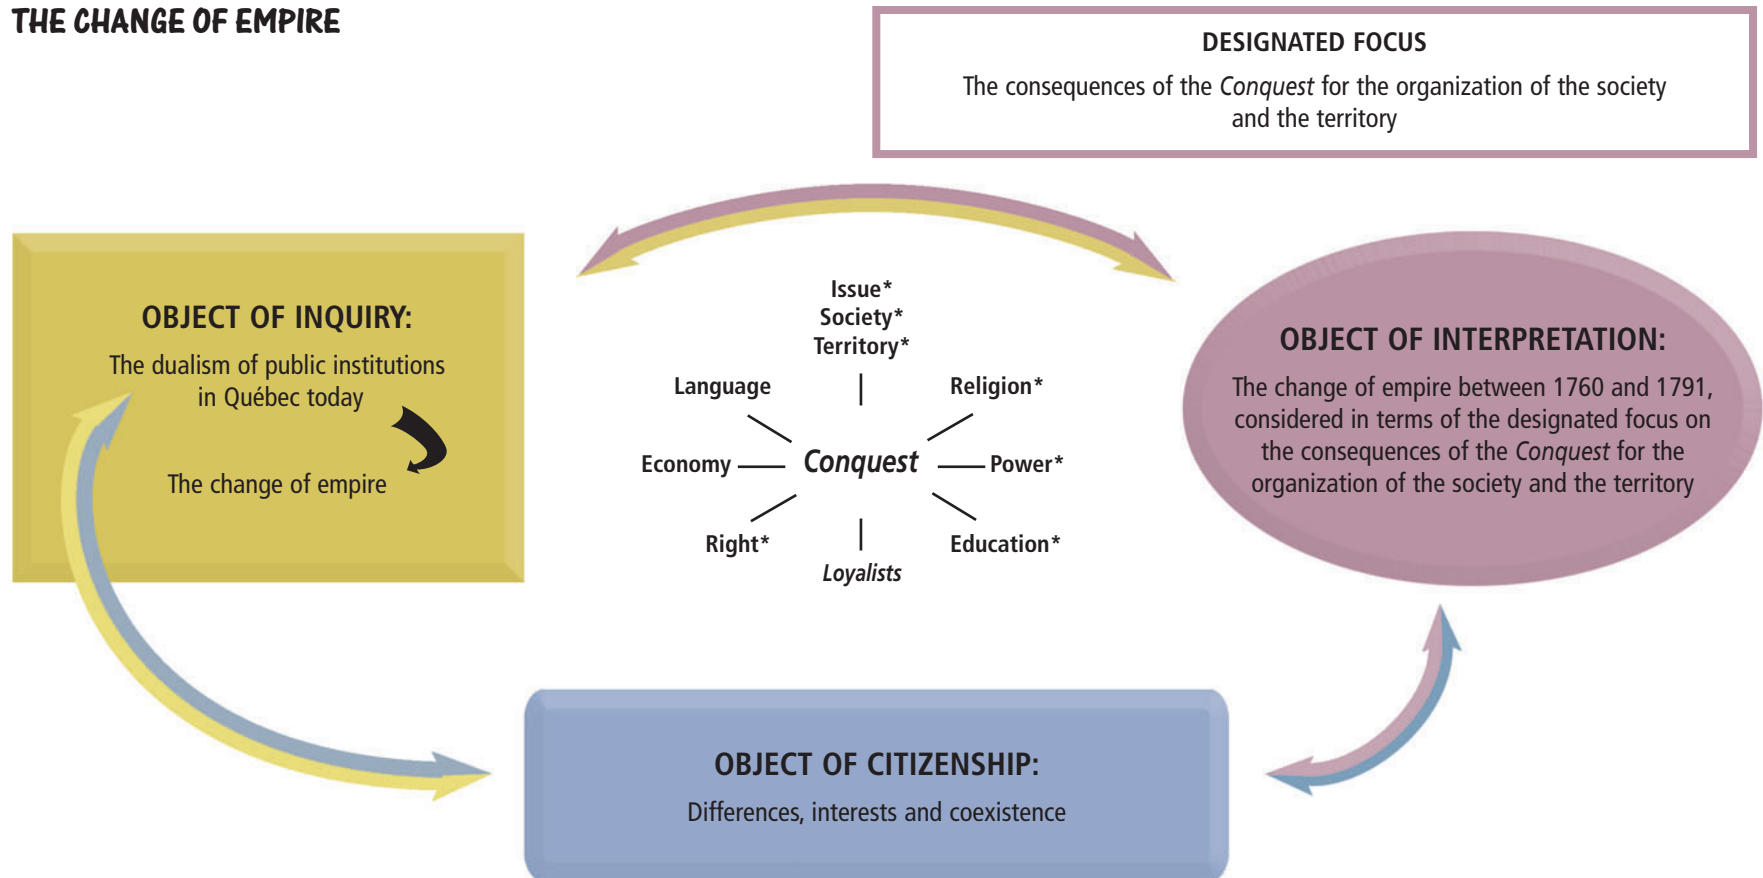 THE CHANGE OF EMPIRE
DESIGNATED FOCUS
The consequences of the Conquest for the organization of the society
and the territory
OBJECT OF INQUIRY:
The dualism of public institutions
in Québec today
The change of empire
Issue*
Society*
Territory*
Language
Religion*
Economy
Conquest
Power*
Right*
Education*
Loyalists
OBJECT OF INTERPRETATION:
The change of empire between 1760 and 1791,
considered in terms of the designated focus on
the consequences of the Conquest for the
organization of the society and the territory
OBJECT OF CITIZENSHIP:
Differences, interests and coexistence